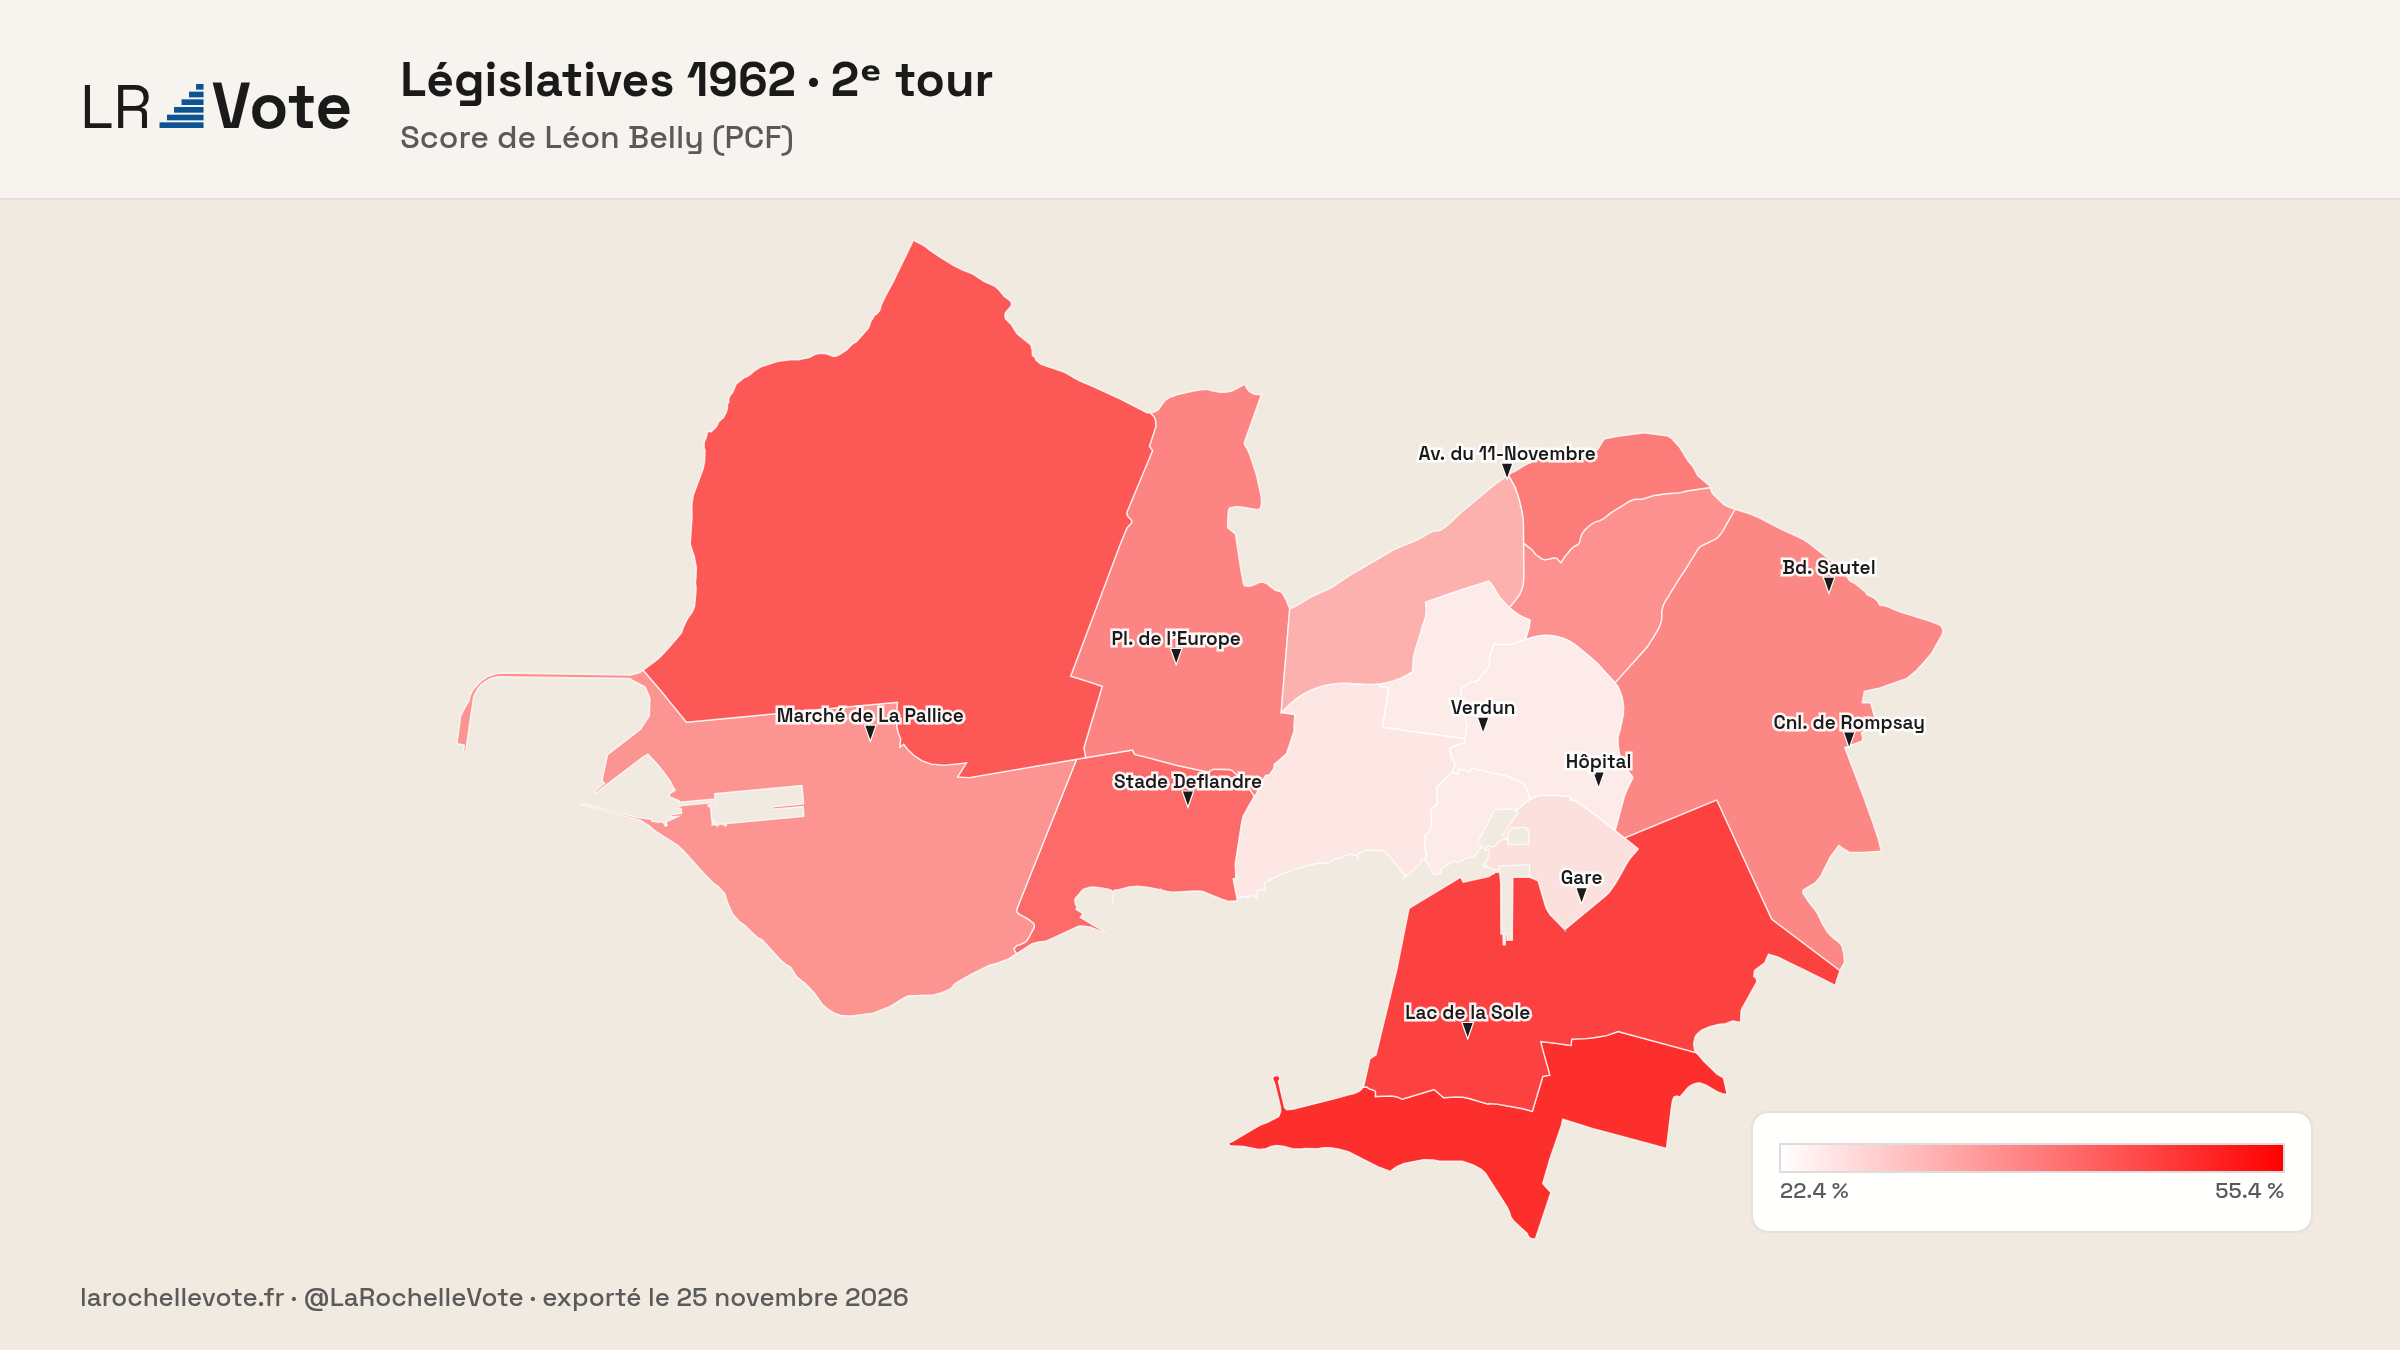 LR Vote
Législatives 1962 · 2ᵉ tour
Score de Léon Belly (PCF)
Av. du 11-Novembre
Bd. Sautel
Pl. de l'Europe
Verdun
Marché de La Pallice
Cnl. de Rompsay
Hôpital
Stade Deflandre
Gare
Lac de la Sole
22.4 %
55.4 %
larochellevote.fr · @LaRochelleVote · exporté le 25 novembre 2026